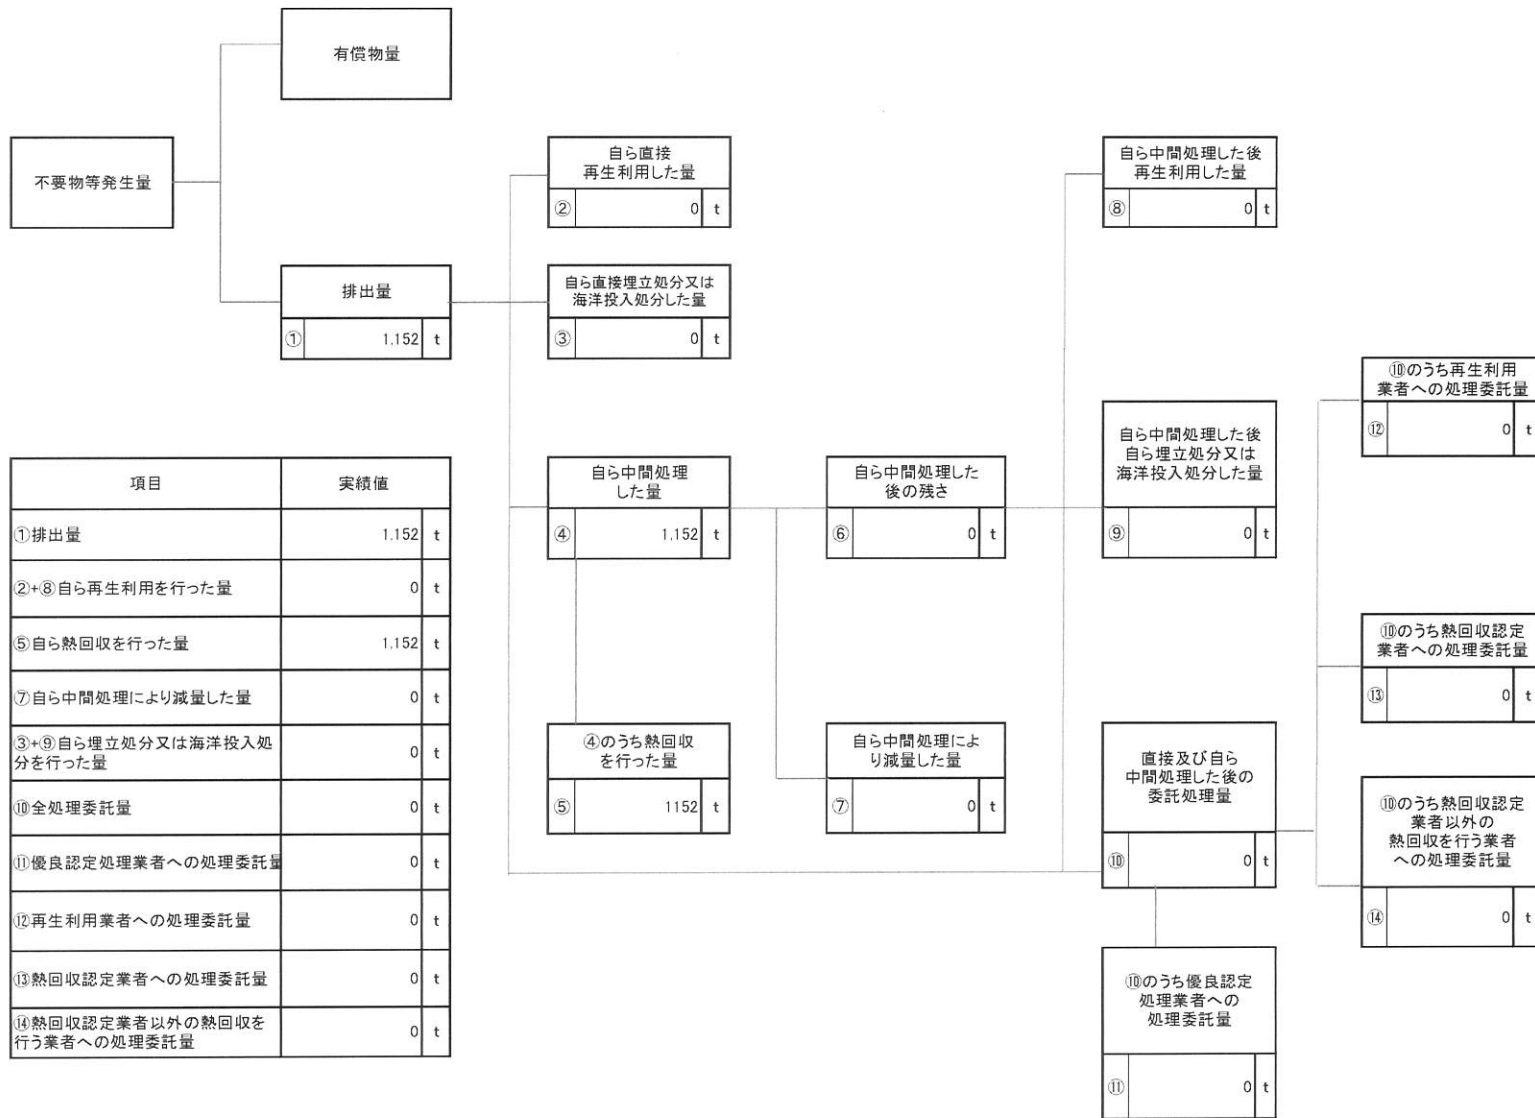 有償物量
不要物等発生量
排出量
① 1,152 t
自ら直接
再生利用した量
② 0 t
自ら直接埋立処分又は
海洋投入処分した量
③ 0 t
自ら中間処理
した量
④ 1,152 t
④のうち熱回収
を行った量
⑤ 1152 t
自ら中間処理した
後の残さ
⑥ 0 t
自ら中間処理によ
り減量した量
⑦ 0 t
自ら中間処理した後
再生利用した量
⑧ 0 t
自ら中間処理した後
自ら埋立処分又は
海洋投入処分した量
⑨ 0 t
直接及び自ら
中間処理した後の
委託処理量
⑩ 0 t
⑩のうち優良認定
処理業者への
処理委託量
⑪ 0 t
⑩のうち再生利用
業者への処理委託量
⑫ 0 t
⑩のうち熱回収認定
業者への処理委託量
⑬ 0 t
⑩のうち熱回収認定
業者以外の
熱回収を行う業者
への処理委託量
⑭ 0 t
項目 実績値
①排出量 1,152 t
②+⑧自ら再生利用を行った量 0 t
⑤自ら熱回収を行った量 1,152 t
⑦自ら中間処理により減量した量 0 t
③+⑨自ら埋立処分又は海洋投入処
分を行った量 0 t
⑩全処理委託量 0 t
⑪優良認定処理業者への処理委託量 0 t
⑫再生利用業者への処理委託量 0 t
⑬熱回収認定業者への処理委託量 0 t
⑭熱回収認定業者以外の熱回収を
行う業者への処理委託量 0 t